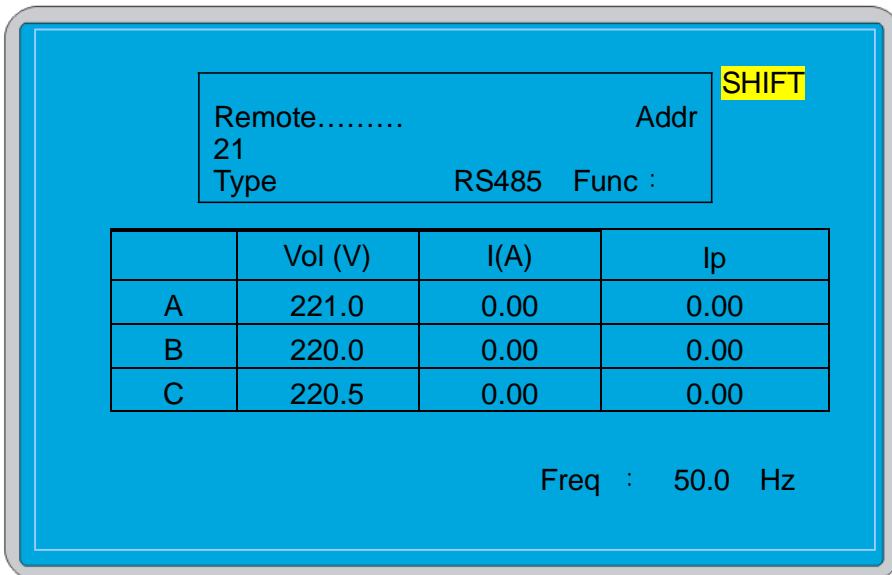 SHIFT
Remote......... Addr
21
Type RS485 Func：
Vol (V) I(A) Ip
A 221.0 0.00 0.00
B 220.0 0.00 0.00
C 220.5 0.00 0.00
Freq： 50.0 Hz